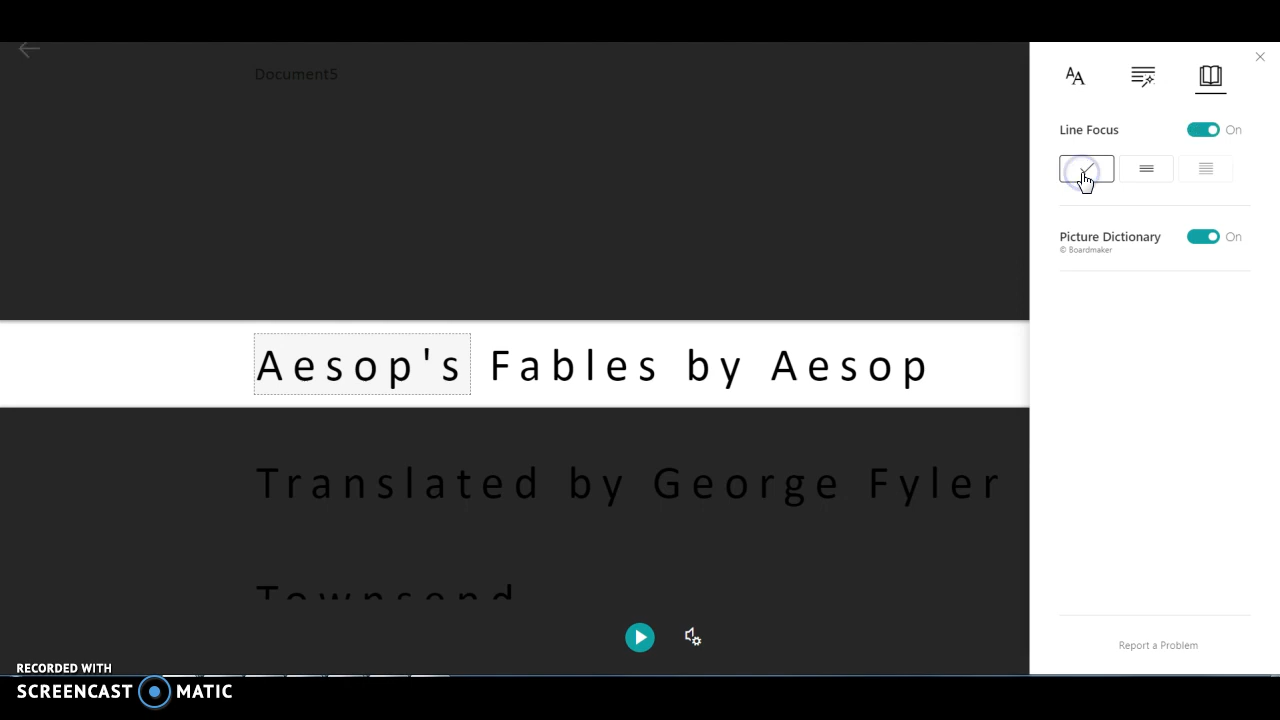 Document5
Line Focus
On
Picture Dictionary
On
© Boardmaker
Aesop's Fables by Aesop
Translated by George Fyler
Townsend
Report a Problem
RECORDED WITH
SCREENCAST MATIC